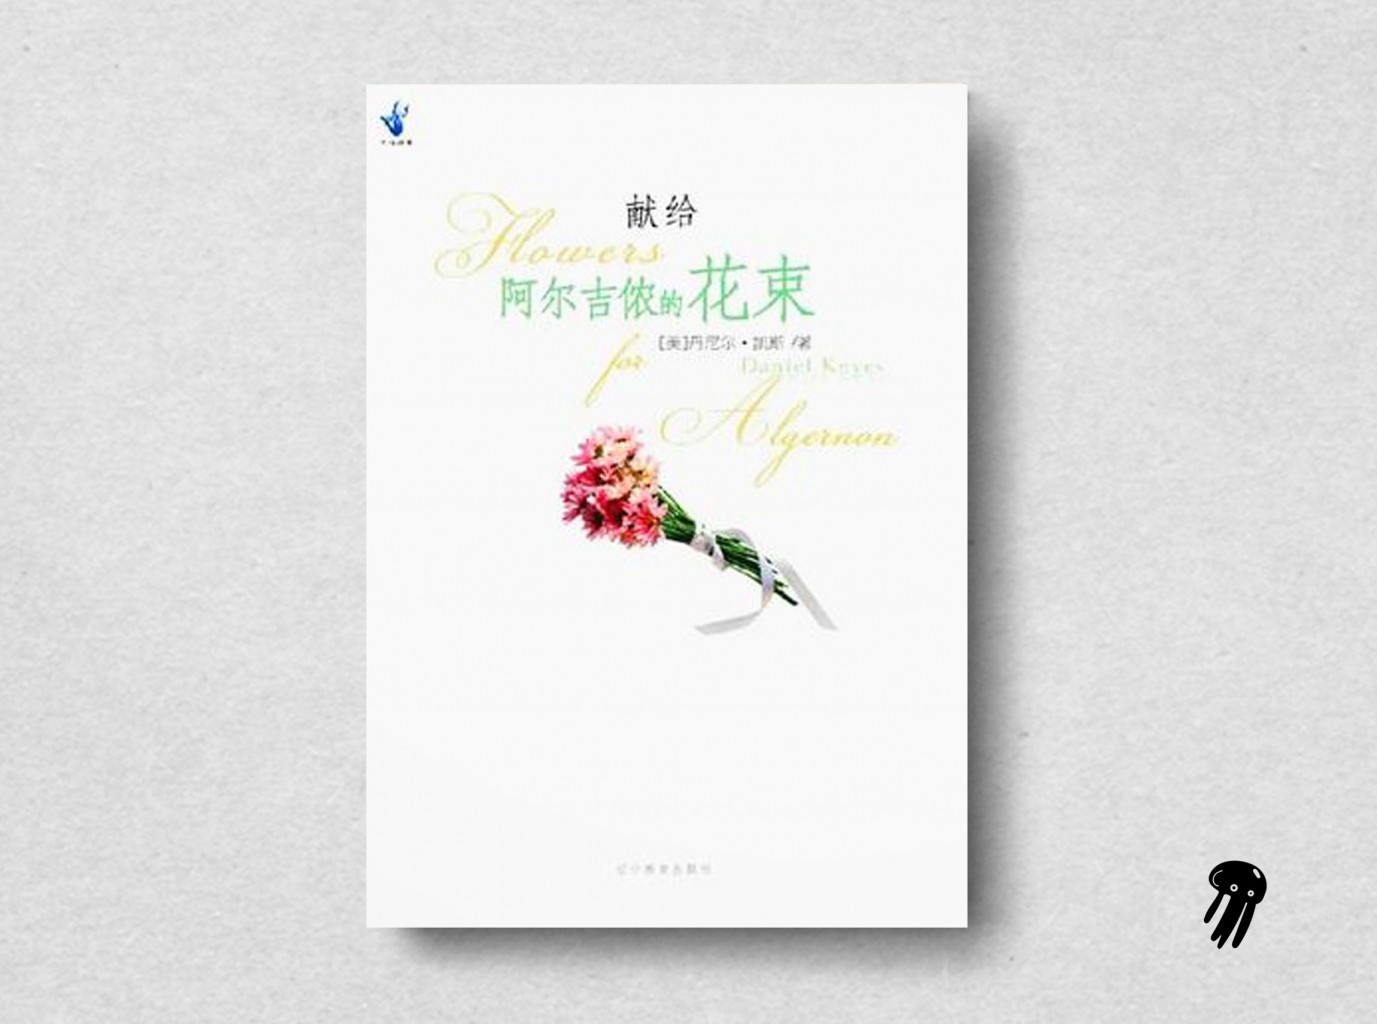 献给
Flowers
阿尔吉侬的花束
[美]丹尼尔·凯斯 /著
for
Daniel Keyes
Algernon